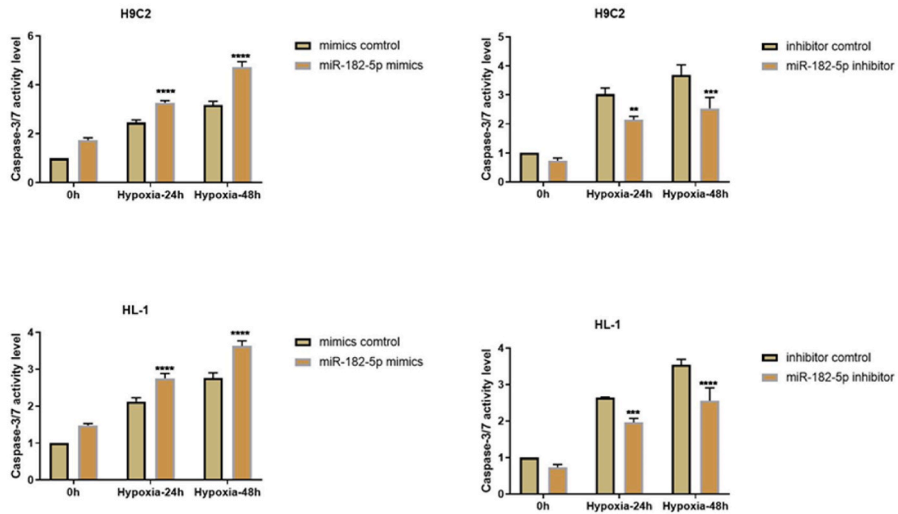 H9C2
Caspase-3/7 activity level
6
4
2
0
****
****
0h Hypoxia-24h Hypoxia-48h
mimics comtrol
miR-182-5p mimics
H9C2
Caspase-3/7 activity level
5
4
3
2
1
0
**
***
0h Hypoxia-24h Hypoxia-48h
inhibitor comtrol
miR-182-5p inhibitor
HL-1
Caspase-3/7 activity level
4
3
2
1
0
****
****
0h Hypoxia-24h Hypoxia-48h
mimics comtrol
miR-182-5p mimics
HL-1
Caspase-3/7 activity level
4
3
2
1
0
***
****
0h Hypoxia-24h Hypoxia-48h
inhibitor comtrol
miR-182-5p inhibitor